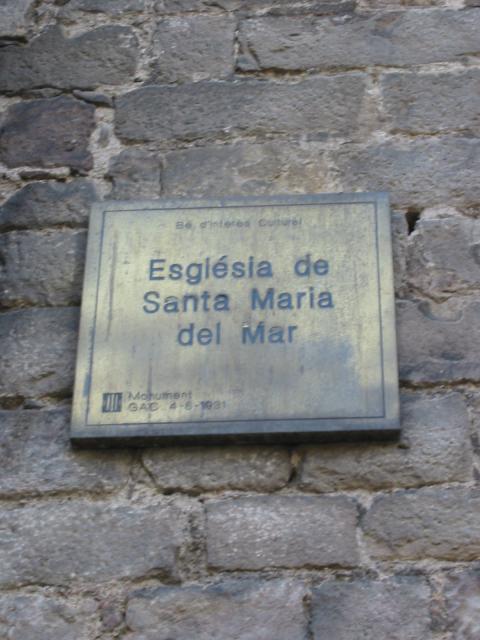 Bé d'interès Cultural
Església de
Santa Maria
del Mar
Monument
GAC 4-6-1931